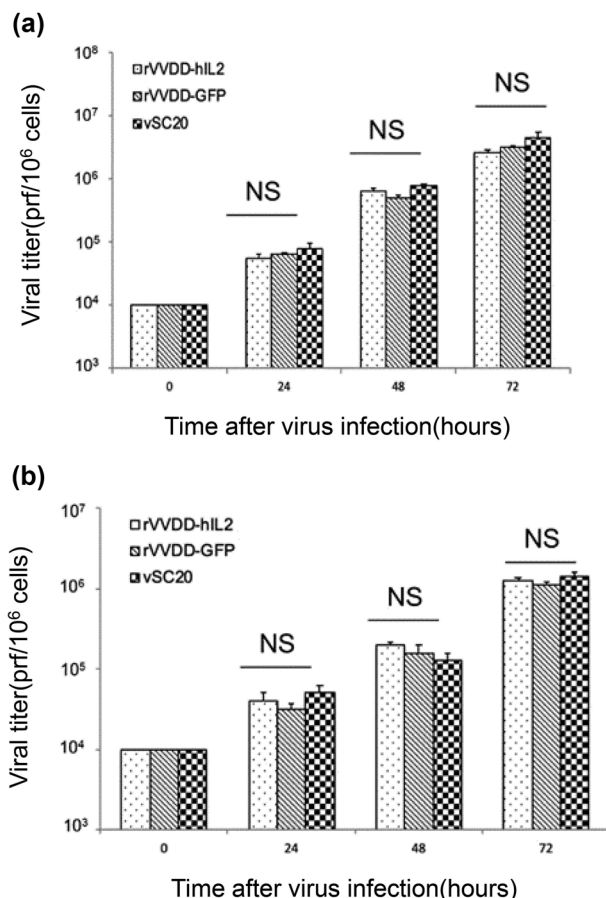 (a)
Viral titer(prf/10⁶ cells)
10⁸
10⁷
10⁶
10⁵
10⁴
10³
rVVDD-hIL2
rVVDD-GFP
vSC20
NS
NS
NS
0 24 48 72
Time after virus infection(hours)
(b)
Viral titer(prf/10⁶ cells)
10⁷
10⁶
10⁵
10⁴
10³
rVVDD-hIL2
rVVDD-GFP
vSC20
NS
NS
NS
0 24 48 72
Time after virus infection(hours)